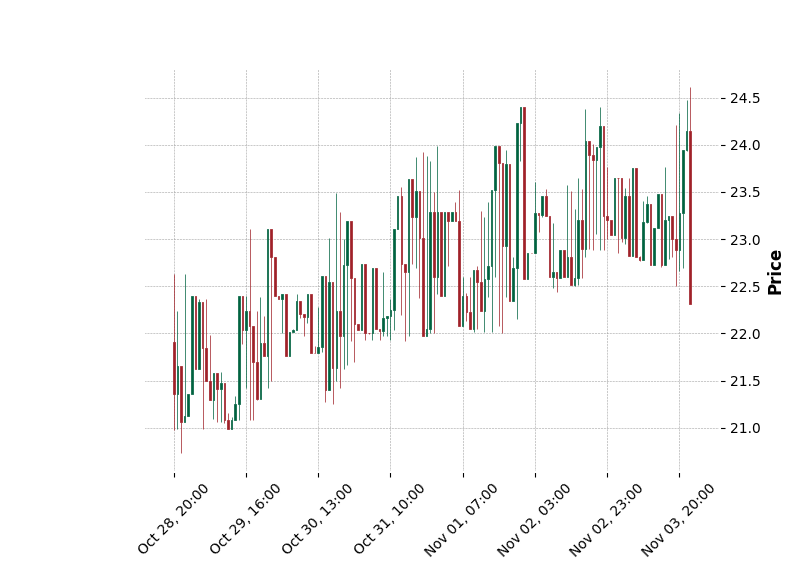 24.5
24.0
23.5
23.0
22.5
22.0
21.5
21.0
Price
Oct 28, 20:00
Oct 29, 16:00
Oct 30, 13:00
Oct 31, 10:00
Nov 01, 07:00
Nov 02, 03:00
Nov 02, 23:00
Nov 03, 20:00